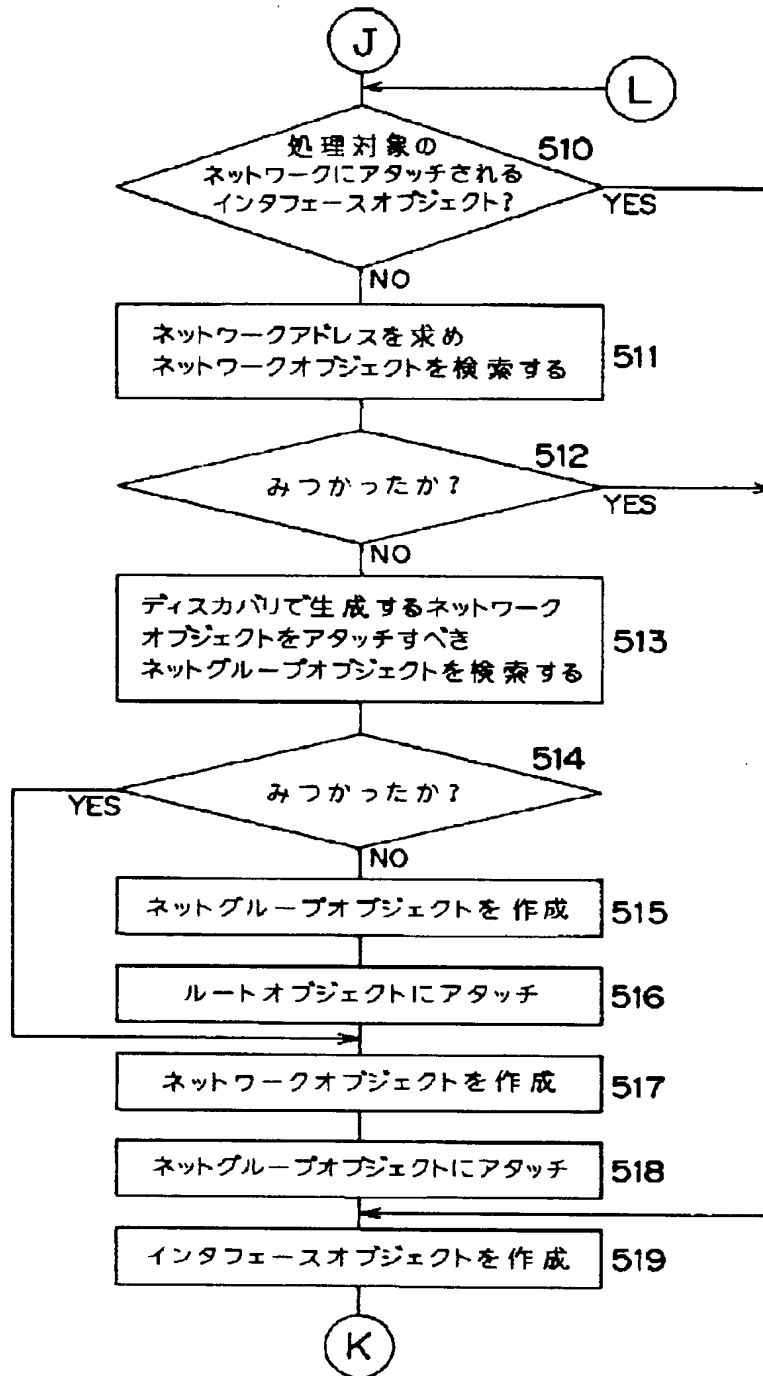 J
L
処理対象の
510
ネットワークにアタッチされる
インタフェースオブジェクト?
YES
NO
ネットワークアドレスを求め
ネットワークオブジェクトを検索する
511
512
みつかったか?
YES
NO
ディスカバリで生成するネットワーク
オブジェクトをアタッチすべき
ネットグループオブジェクトを検索する
513
514
みつかったか?
YES
NO
ネットグループオブジェクトを作成
515
ルートオブジェクトにアタッチ
516
ネットワークオブジェクトを作成
517
ネットグループオブジェクトにアタッチ
518
インタフェースオブジェクトを作成
519
K